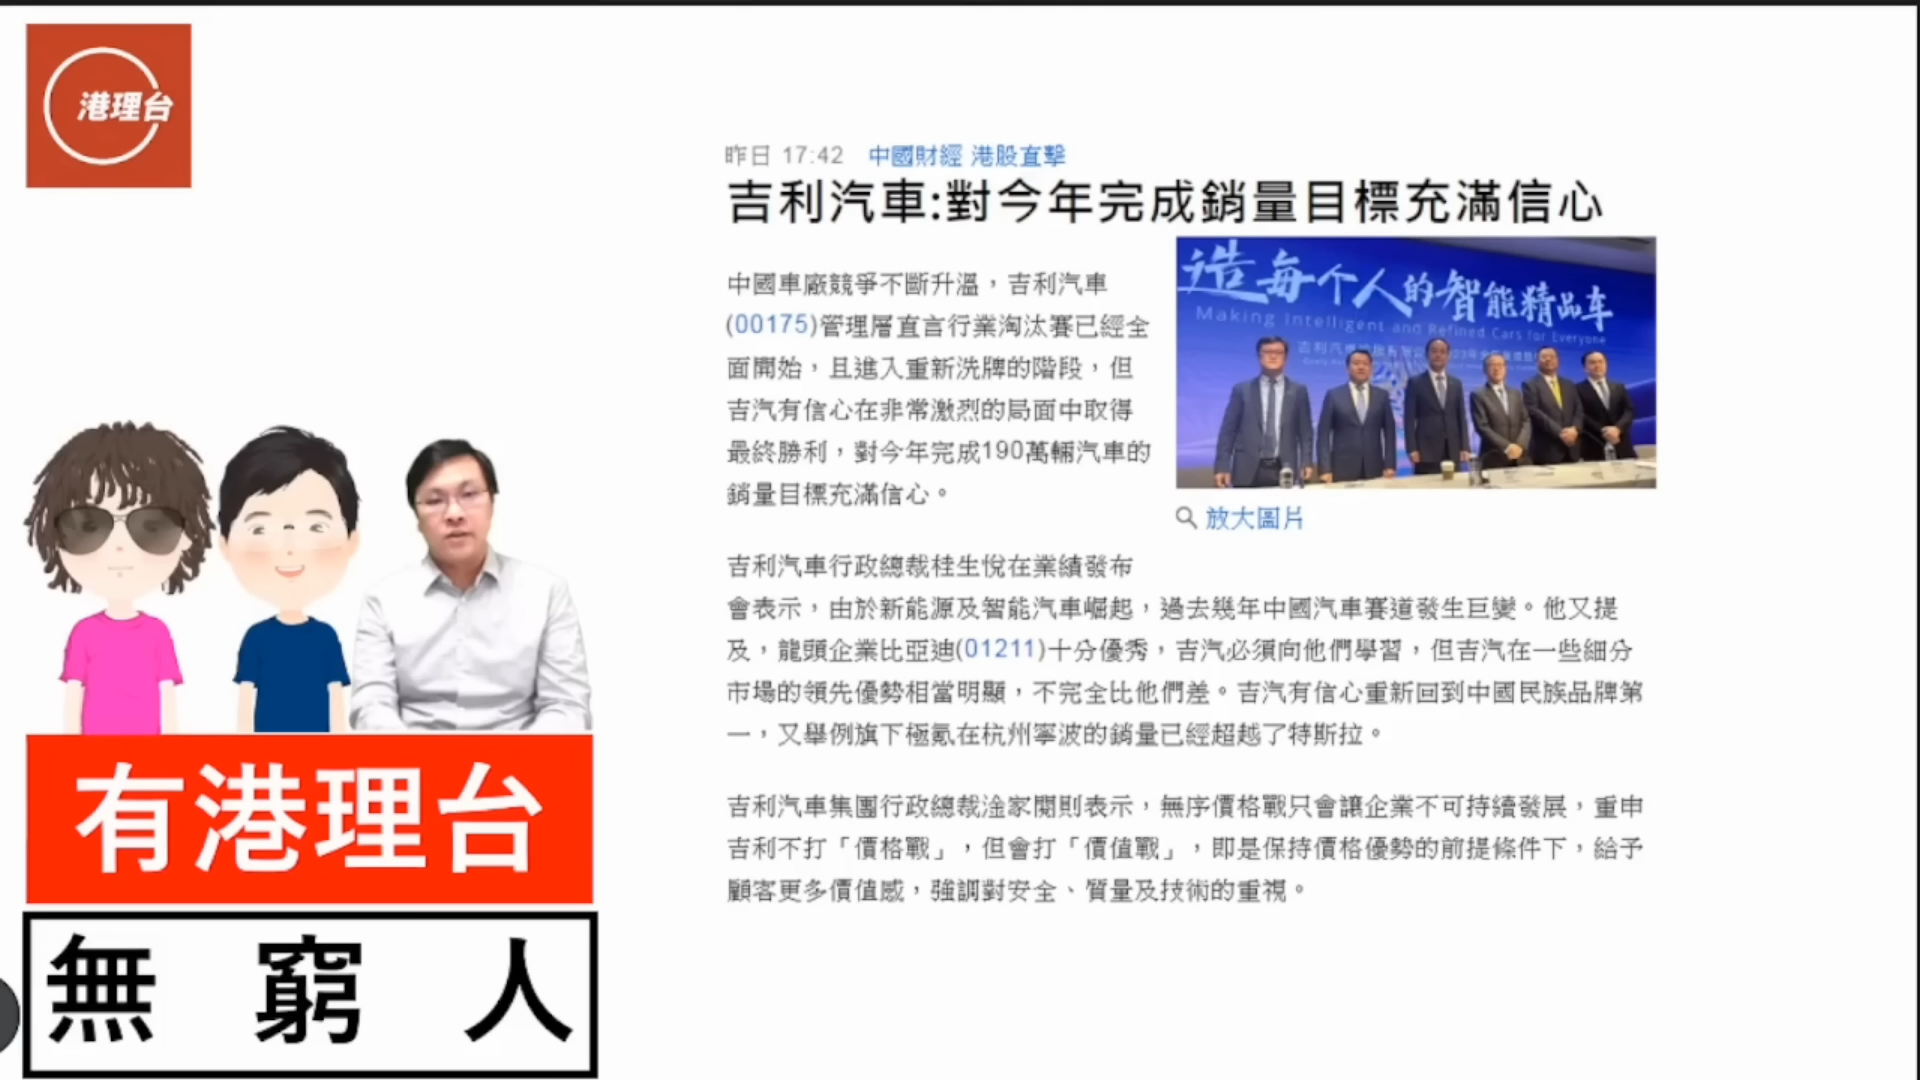 港理台
昨日 17:42 中國財經 港股直擊
吉利汽車:對今年完成銷量目標充滿信心
中國車廠競爭不斷升溫，吉利汽車
(00175)管理層直言行業淘汰賽已經全
面開始，且進入重新洗牌的階段，但
吉汽有信心在非常激烈的局面中取得
最終勝利，對今年完成190萬輛汽車的
銷量目標充滿信心。
造每个人的智能精品车
Making Intelligent and Refined Cars for Everyone
放大圖片
吉利汽車行政總裁桂生悅在業績發布
會表示，由於新能源及智能汽車崛起，過去幾年中國汽車賽道發生巨變。他又提
及，龍頭企業比亞迪(01211)十分優秀，吉汽必須向他們學習，但吉汽在一些細分
市場的領先優勢相當明顯，不完全比他們差。吉汽有信心重新回到中國民族品牌第
一，又舉例旗下極氪在杭州寧波的銷量已經超越了特斯拉。
吉利汽車集團行政總裁淦家閱則表示，無序價格戰只會讓企業不可持續發展，重申
吉利不打「價格戰」，但會打「價值戰」，即是保持價格優勢的前提條件下，給予
顧客更多價值感，強調對安全、質量及技術的重視。
有港理台
無窮人